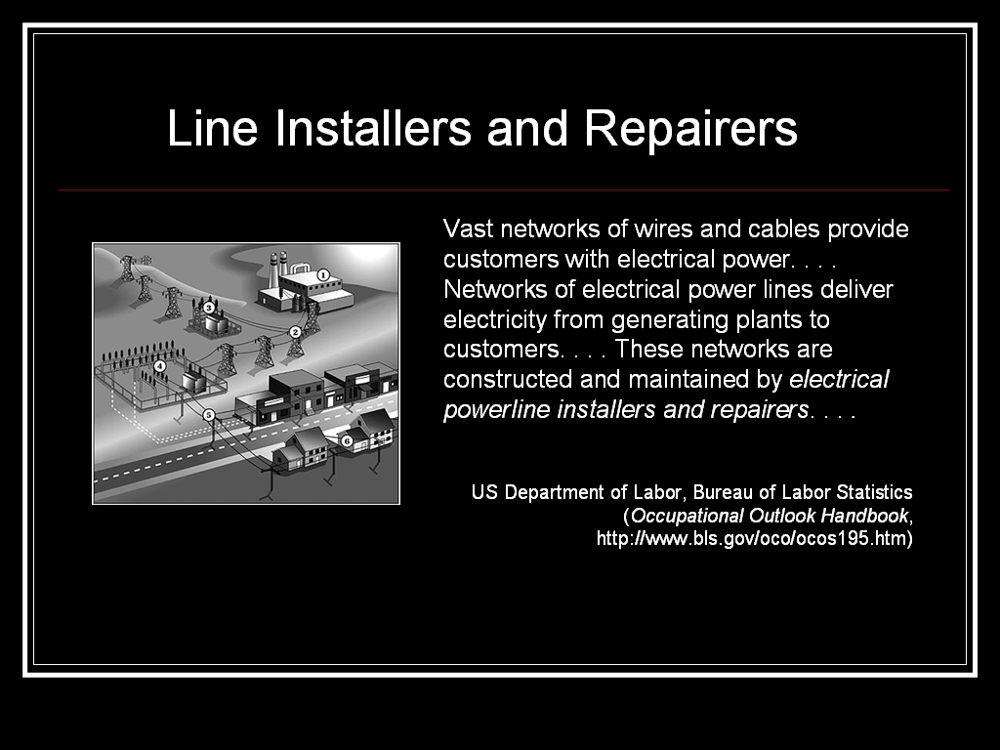 Line Installers and Repairers
Vast networks of wires and cables provide
customers with electrical power. . . .
Networks of electrical power lines deliver
electricity from generating plants to
customers. . . . These networks are
constructed and maintained by electrical
powerline installers and repairers. . . .
1
3
2
4
5
6
US Department of Labor, Bureau of Labor Statistics
(Occupational Outlook Handbook,
http://www.bls.gov/oco/ocos195.htm)